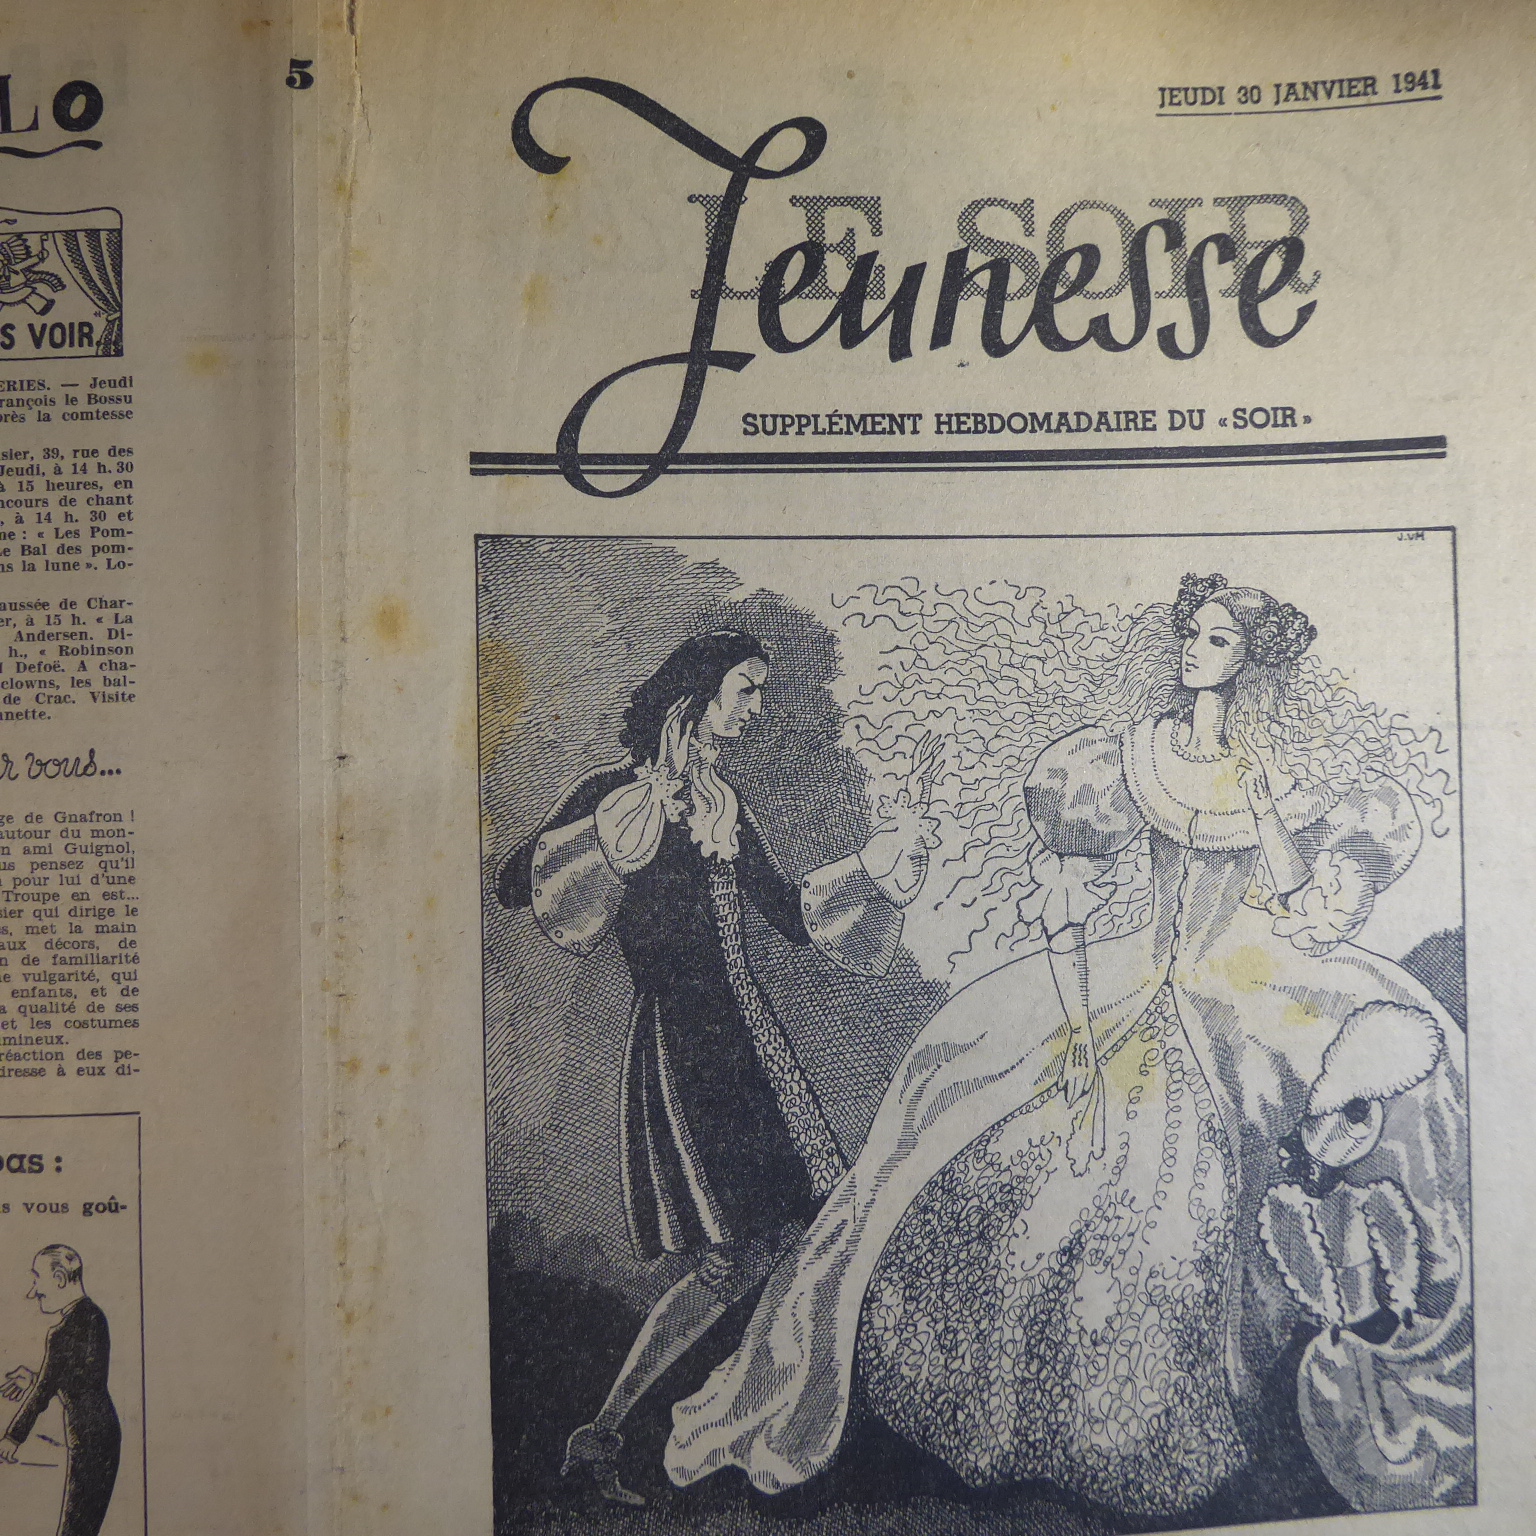 LO
5
S VOIR
ERIES. — Jeudi
rançois le Bossu
près la comtesse
sier, 39, rue des
Jeudi, à 14 h. 30
à 15 heures, en
ncours de chant
, à 14 h. 30 et
me : « Les Pom-
Le Bal des pom-
ns la lune ». Lo-
aussée de Char-
er, à 15 h. « La
Andersen. Di-
h., « Robinson
l Defoë. A cha-
clowns, les bal-
de Crac. Visite
nnette.
r vous...
ge de Gnafron !
autour du mon-
n ami Guignol,
us pensez qu'il
n pour lui d'une
Troupe en est...
sier qui dirige le
s, met la main
aux décors, de
n de familiarité
ne vulgarité, qui
enfants, et de
a qualité de ses
et les costumes
mineux.
réaction des pe-
dresse à eux di-
pas :
s vous goû-
JEUDI 30 JANVIER 1941
LE SOIR
Jeunesse
SUPPLÉMENT HEBDOMADAIRE DU « SOIR »
J.VM